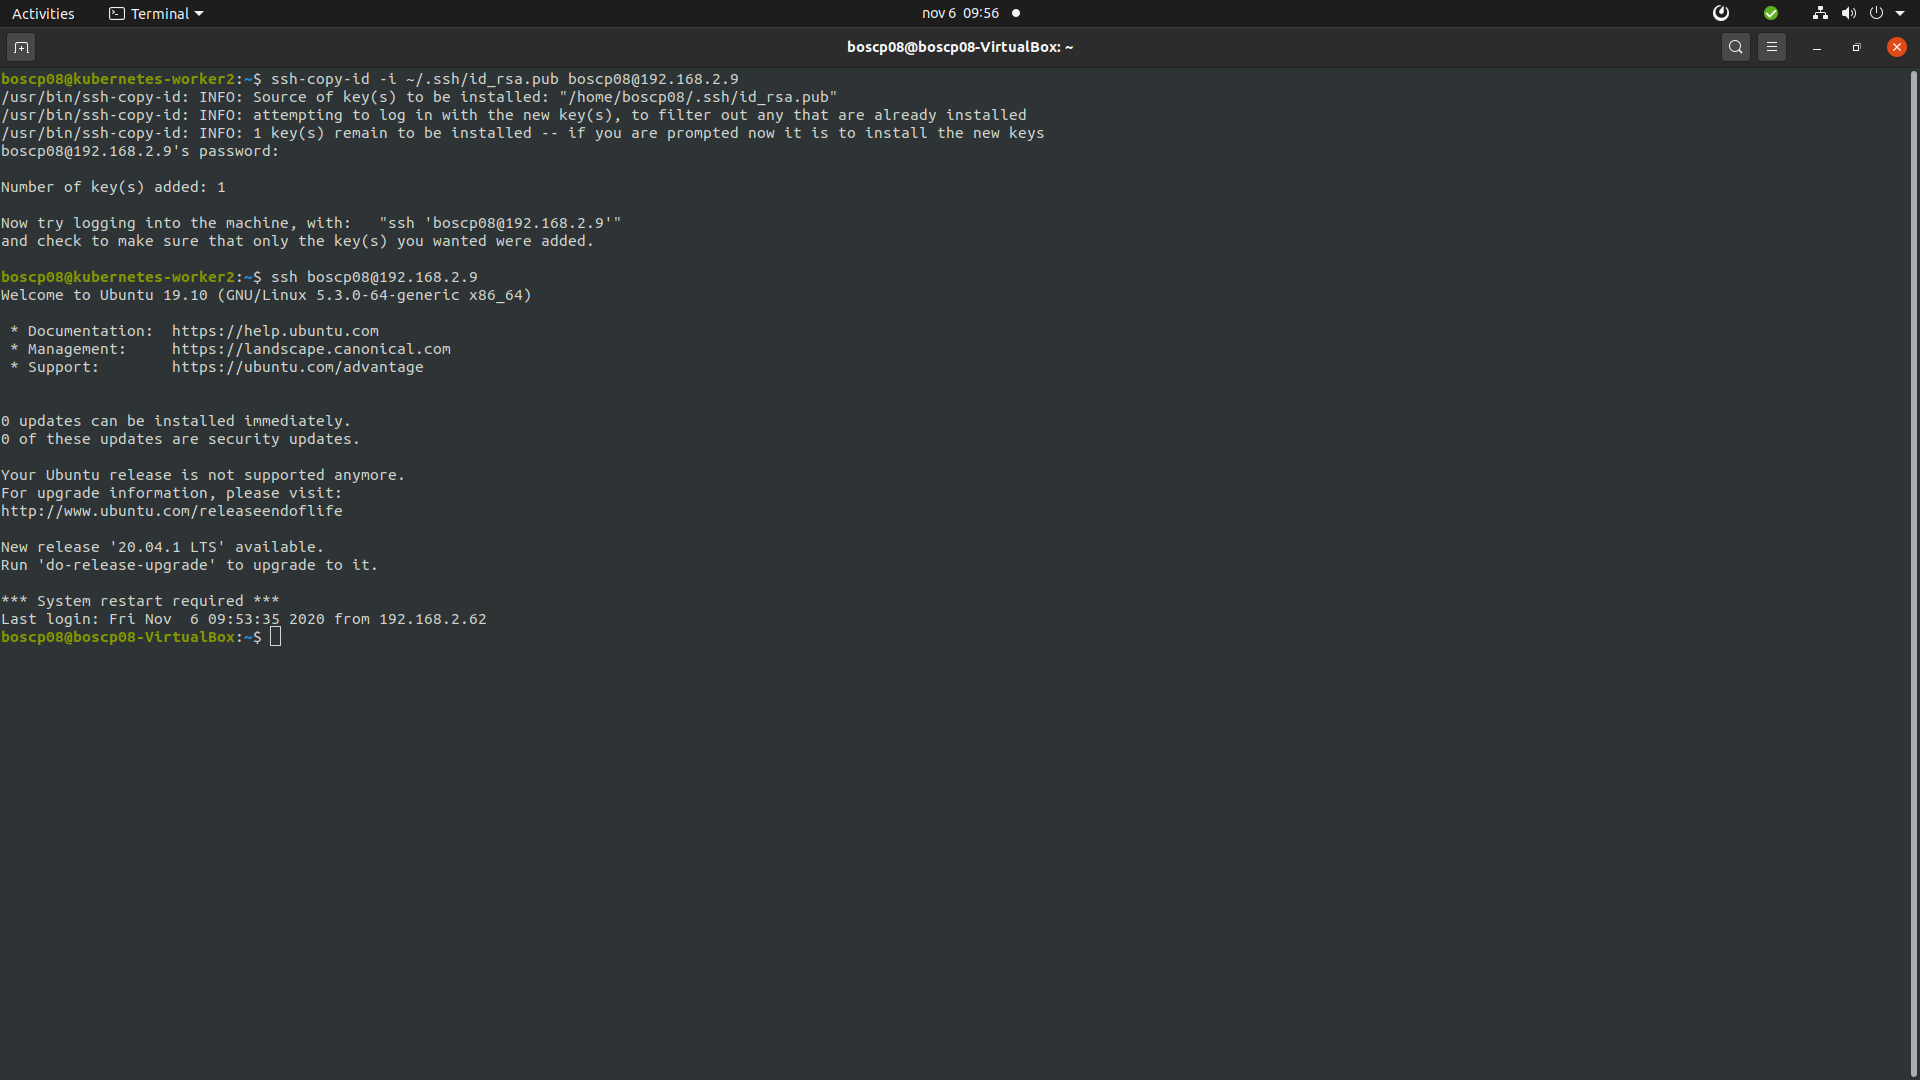 Activities Terminal nov 6 09:56
boscp08@boscp08-VirtualBox: ~
boscp08@kubernetes-worker2:~$ ssh-copy-id -i ~/.ssh/id_rsa.pub boscp08@192.168.2.9
/usr/bin/ssh-copy-id: INFO: Source of key(s) to be installed: "/home/boscp08/.ssh/id_rsa.pub"
/usr/bin/ssh-copy-id: INFO: attempting to log in with the new key(s), to filter out any that are already installed
/usr/bin/ssh-copy-id: INFO: 1 key(s) remain to be installed -- if you are prompted now it is to install the new keys
boscp08@192.168.2.9's password:
Number of key(s) added: 1
Now try logging into the machine, with:   "ssh 'boscp08@192.168.2.9'"
and check to make sure that only the key(s) you wanted were added.
boscp08@kubernetes-worker2:~$ ssh boscp08@192.168.2.9
Welcome to Ubuntu 19.10 (GNU/Linux 5.3.0-64-generic x86_64)
 * Documentation:  https://help.ubuntu.com
 * Management:     https://landscape.canonical.com
 * Support:        https://ubuntu.com/advantage
0 updates can be installed immediately.
0 of these updates are security updates.
Your Ubuntu release is not supported anymore.
For upgrade information, please visit:
http://www.ubuntu.com/releaseendoflife
New release '20.04.1 LTS' available.
Run 'do-release-upgrade' to upgrade to it.
*** System restart required ***
Last login: Fri Nov  6 09:53:35 2020 from 192.168.2.62
boscp08@boscp08-VirtualBox:~$